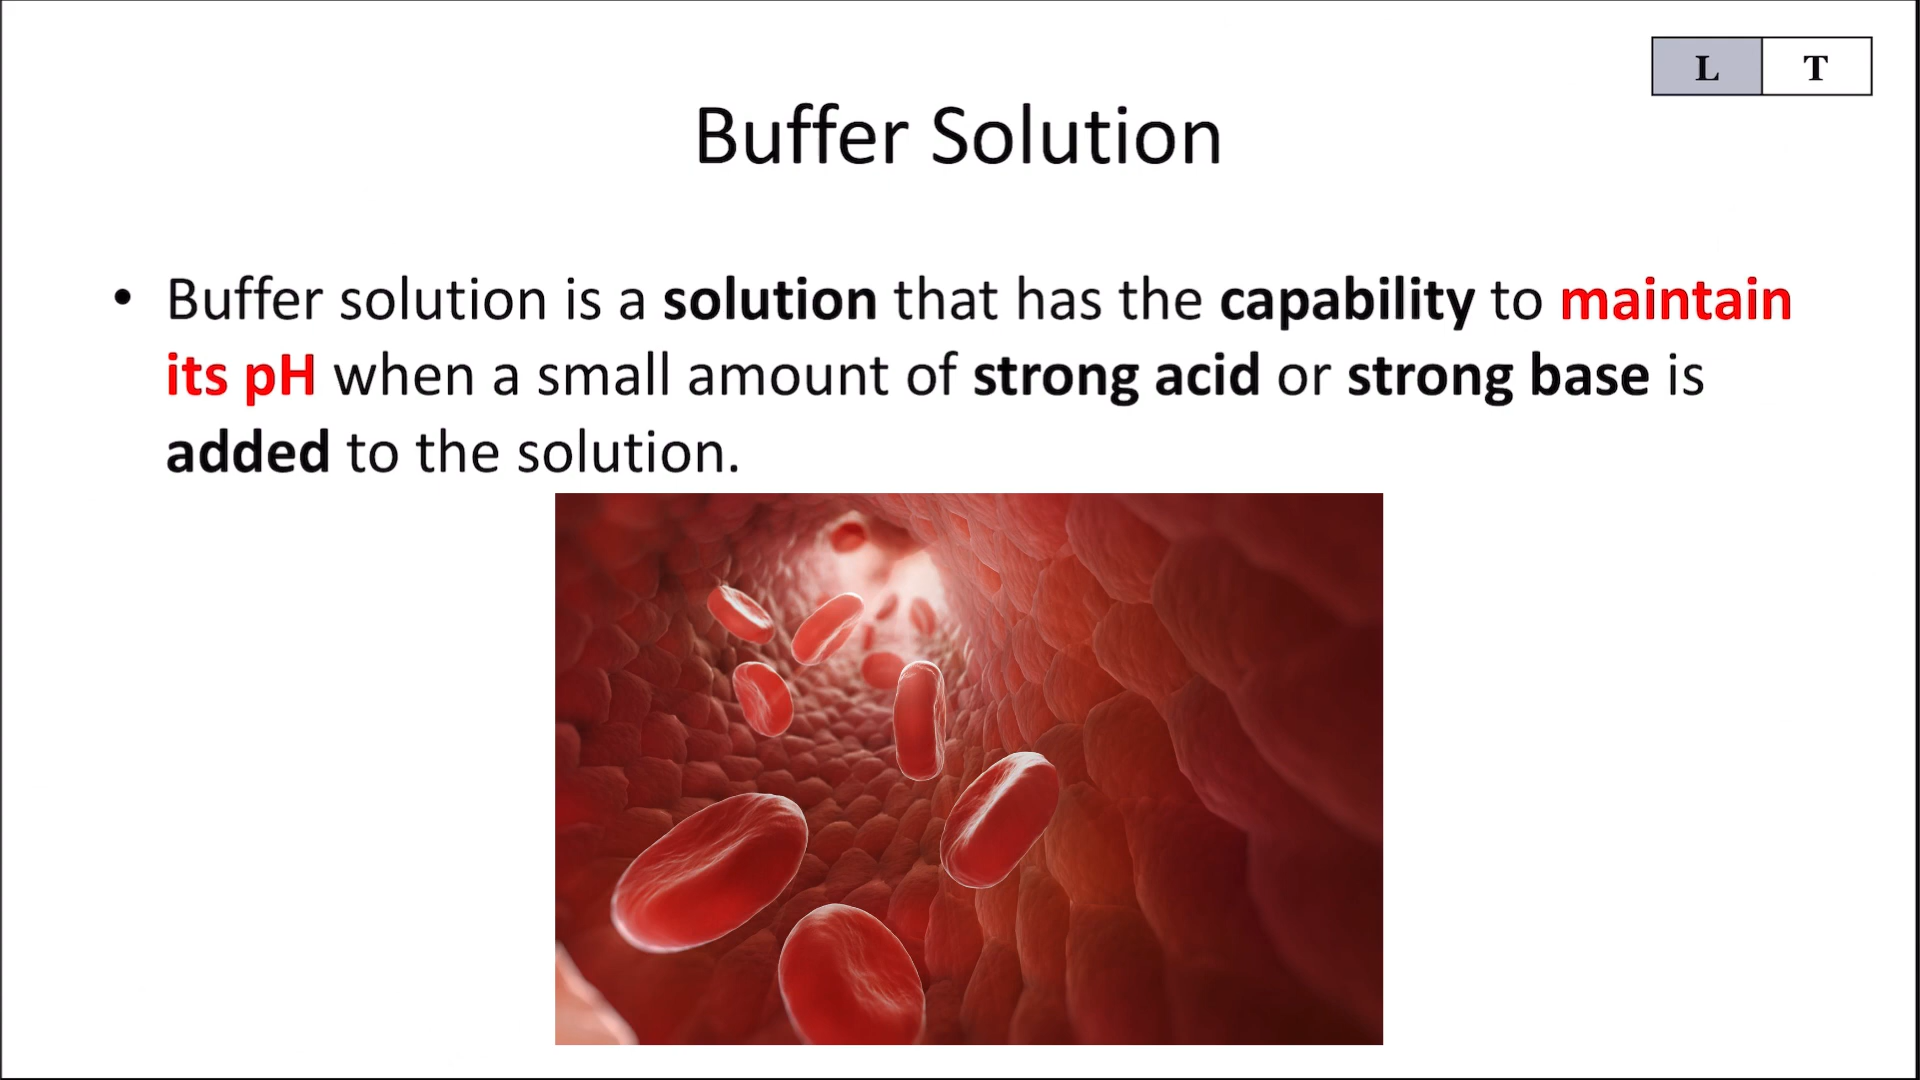 L T
Buffer Solution
• Buffer solution is a solution that has the capability to maintain
its pH when a small amount of strong acid or strong base is
added to the solution.